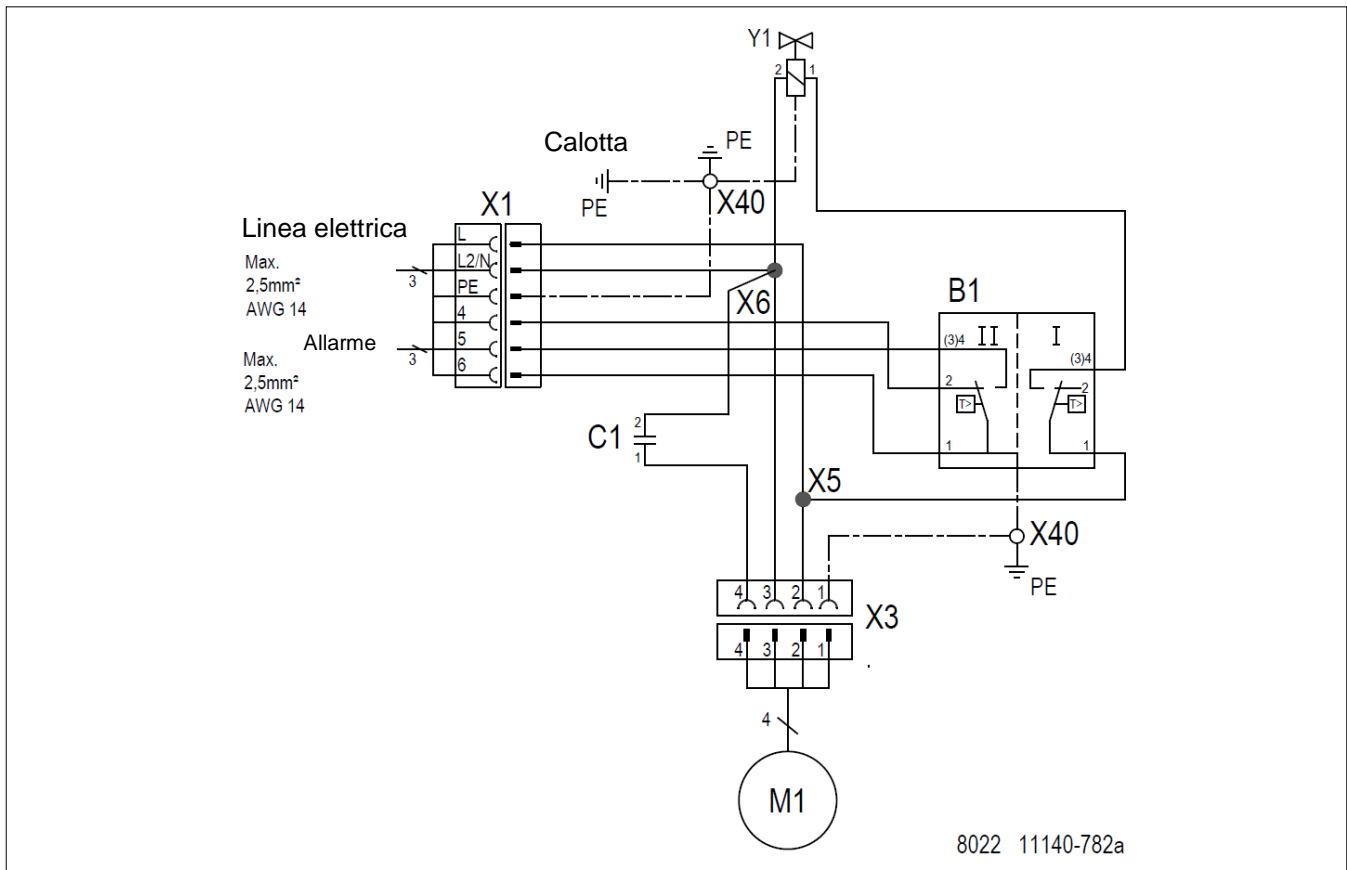 Y1
2 1
Calotta
PE
PE
X40
X1
Linea elettrica
Max.
2,5mm²
AWG 14
3
L
L2/N
PE
4
5
6
Allarme
3
Max.
2,5mm²
AWG 14
X6
B1
(3)4 II I
(3)4
2
2
T>
T>
1
1
C1
2
1
X5
X40
PE
4 3 2 1
X3
4 3 2 1
4
M1
8022 11140-782a